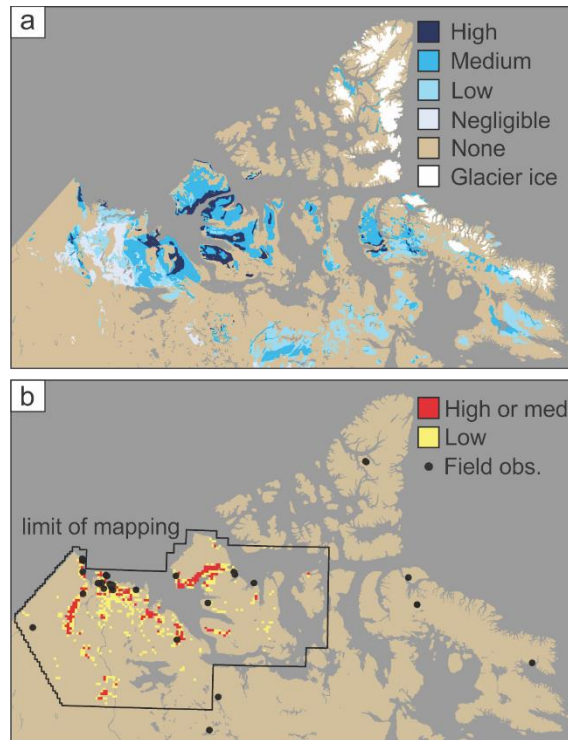 a
High
Medium
Low
Negligible
None
Glacier ice
b
High or med
Low
Field obs.
limit of mapping